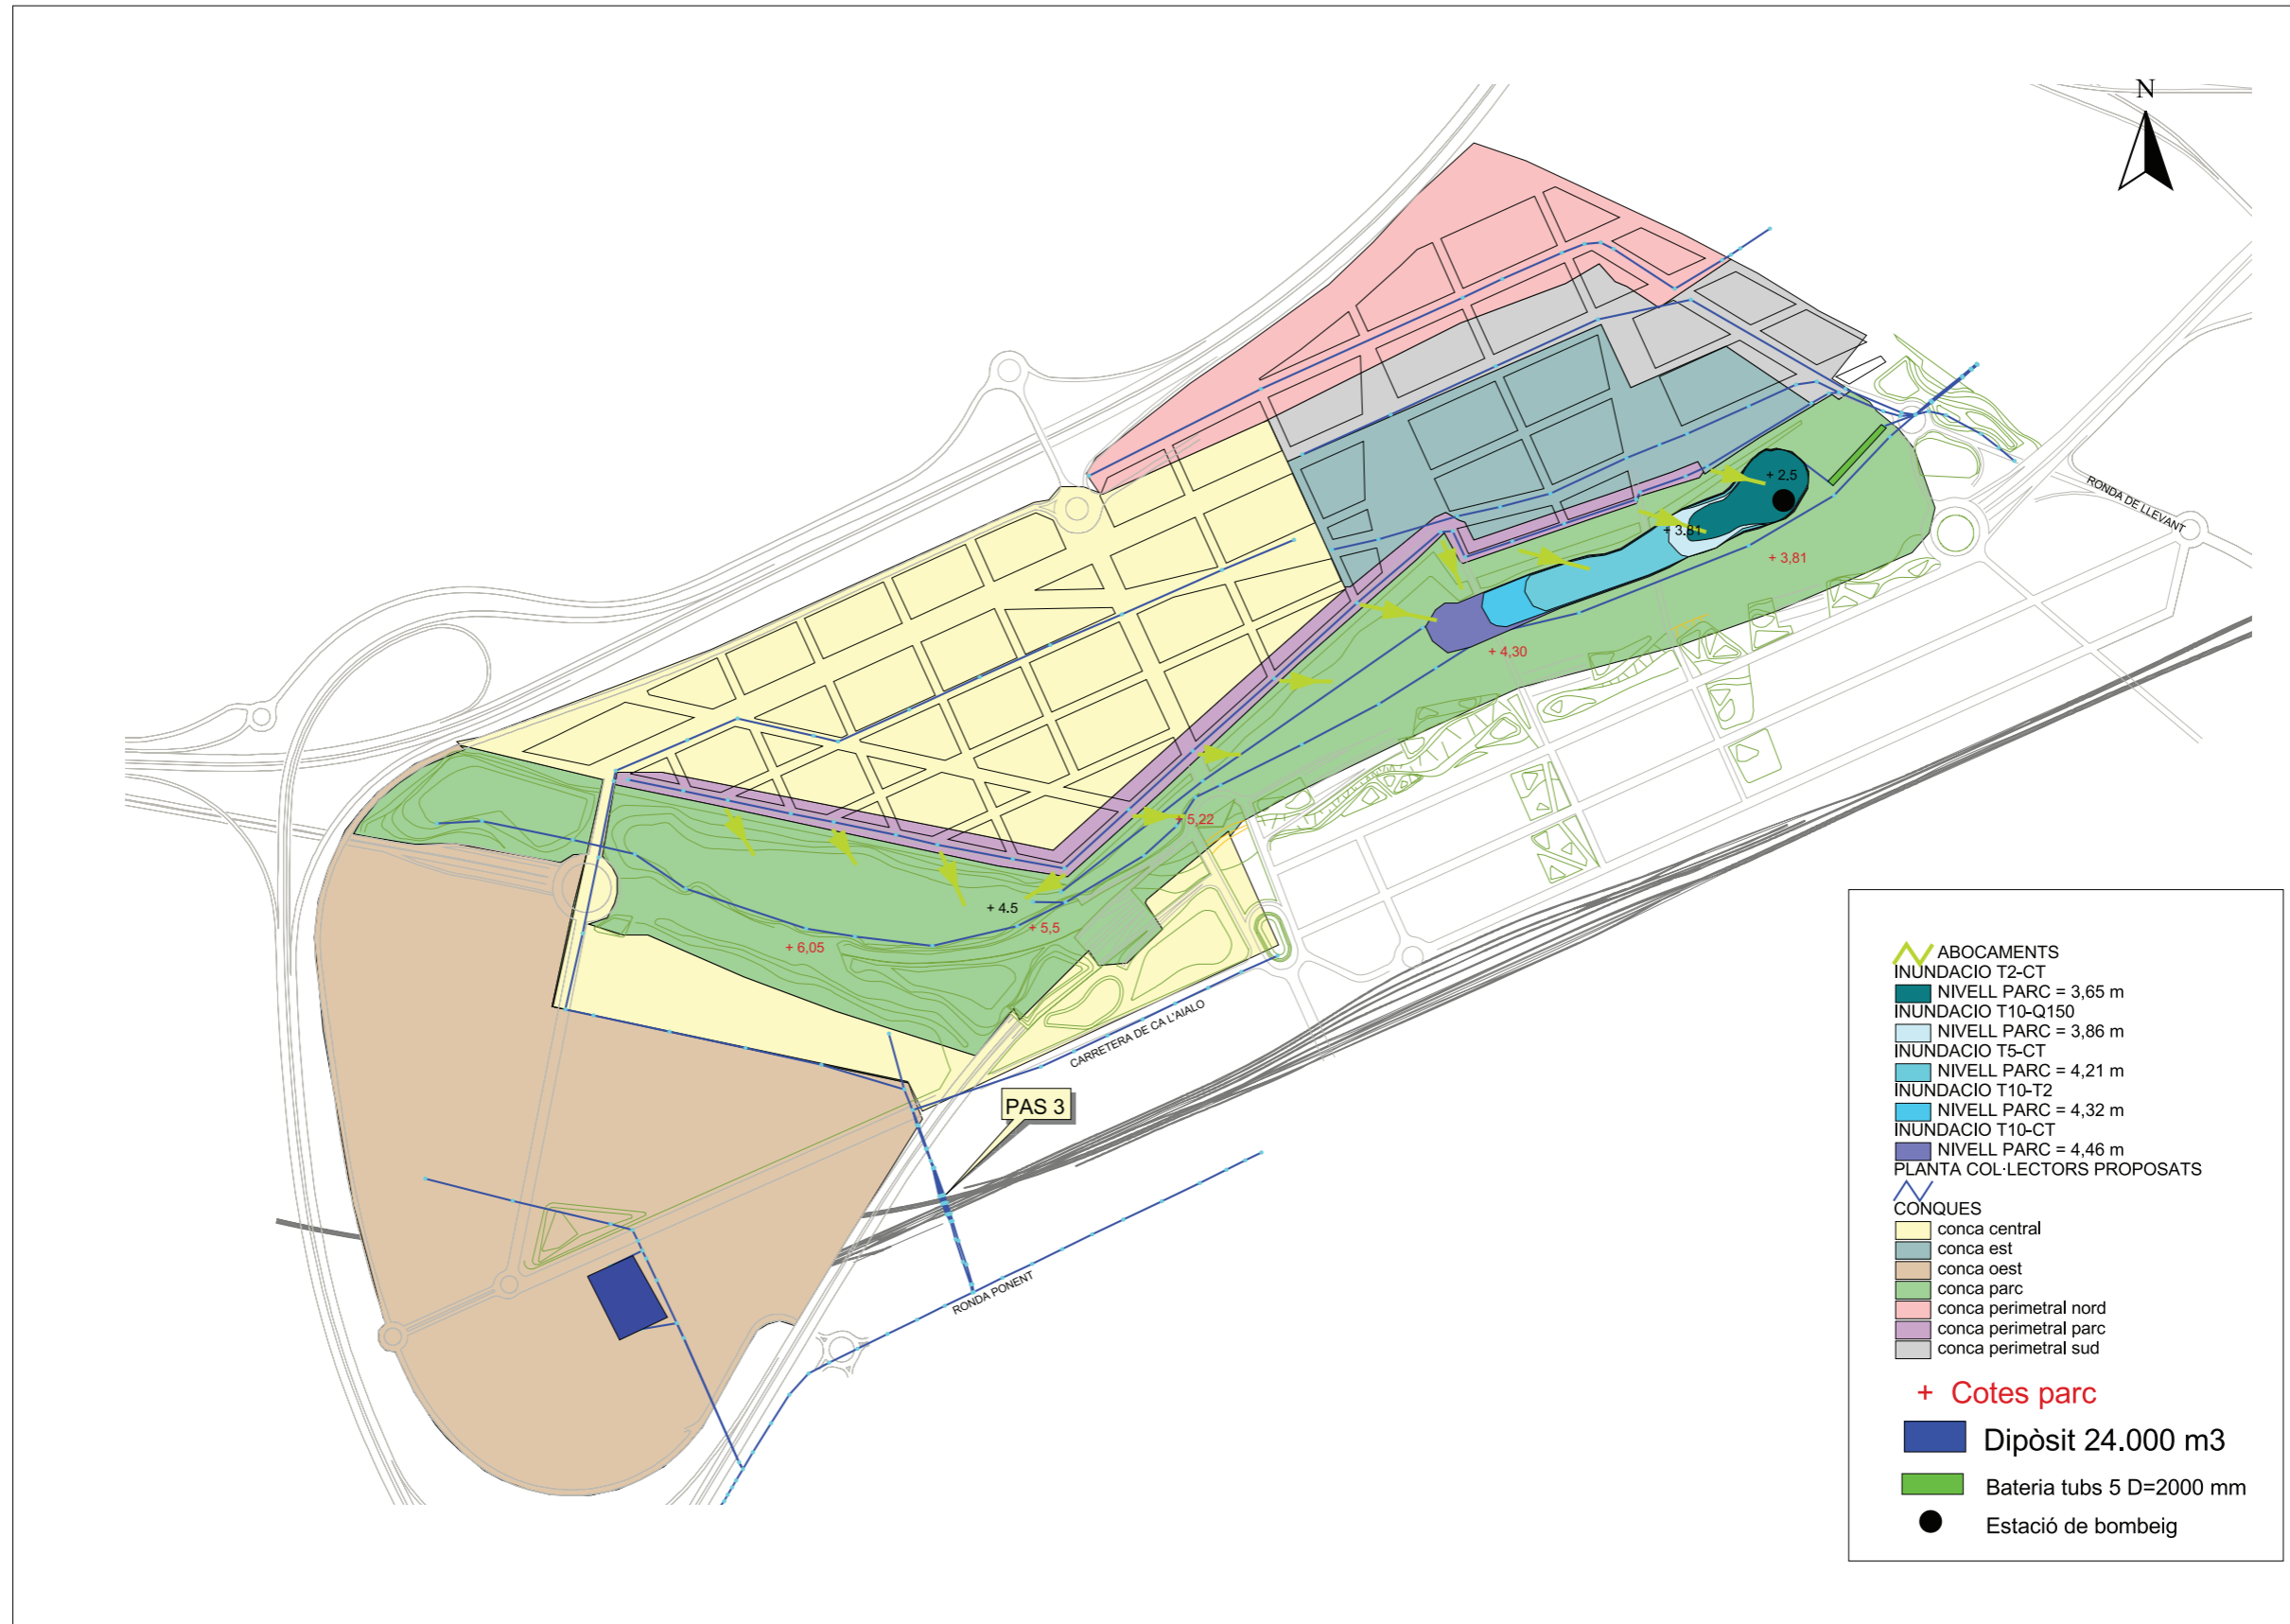 N
RONDA DE LLEVANT
+ 2,5
+ 3.81
+ 3,81
+ 4,30
+ 5,22
+ 4.5
+ 5,5
+ 6,05
CARRETERA DE CA L'AIALO
PAS 3
RONDA PONENT
ABOCAMENTS
INUNDACIO T2-CT
NIVELL PARC = 3,65 m
INUNDACIO T10-Q150
NIVELL PARC = 3,86 m
INUNDACIO T5-CT
NIVELL PARC = 4,21 m
INUNDACIO T10-T2
NIVELL PARC = 4,32 m
INUNDACIO T10-CT
NIVELL PARC = 4,46 m
PLANTA COL·LECTORS PROPOSATS
CONQUES
conca central
conca est
conca oest
conca parc
conca perimetral nord
conca perimetral parc
conca perimetral sud
+ Cotes parc
Dipòsit 24.000 m3
Bateria tubs 5 D=2000 mm
Estació de bombeig